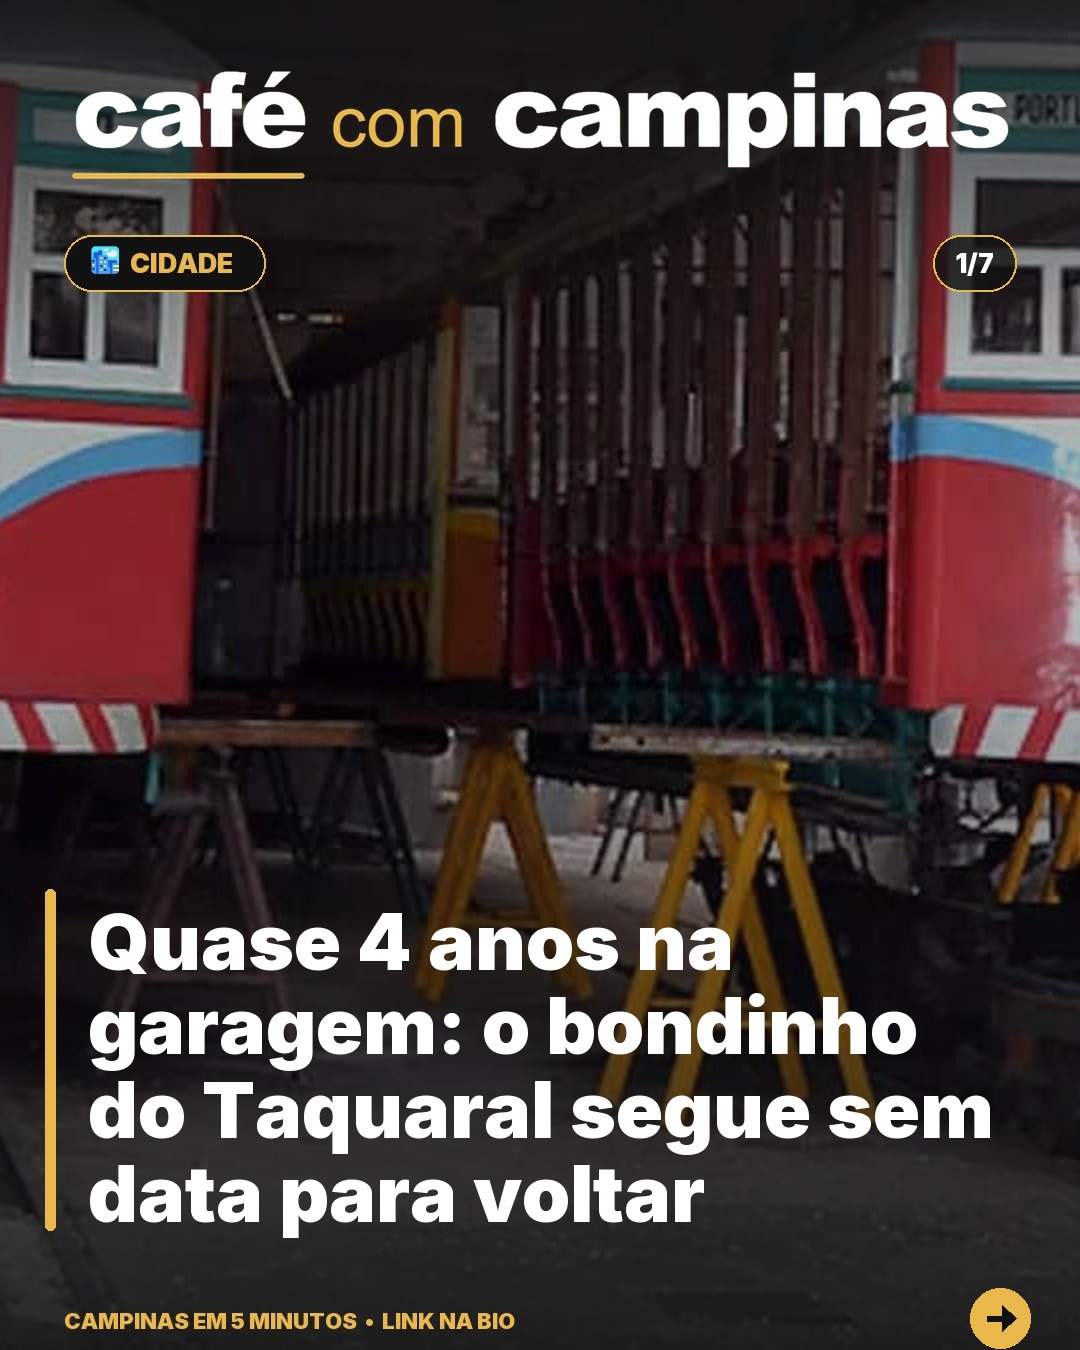 café com campinas
CIDADE
1/7
Quase 4 anos na
garagem: o bondinho
do Taquaral segue sem
data para voltar
CAMPINAS EM 5 MINUTOS • LINK NA BIO